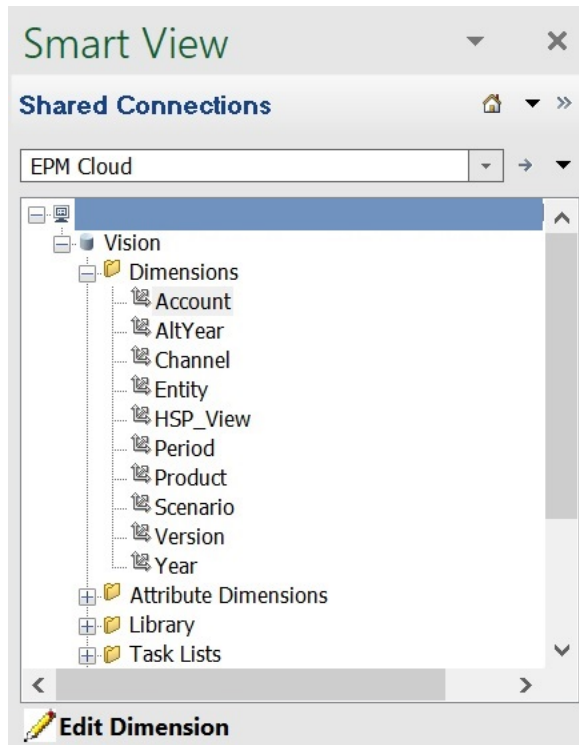 Smart View
Shared Connections
EPM Cloud
Vision
Dimensions
Account
AltYear
Channel
Entity
HSP_View
Period
Product
Scenario
Version
Year
Attribute Dimensions
Library
Task Lists
Edit Dimension